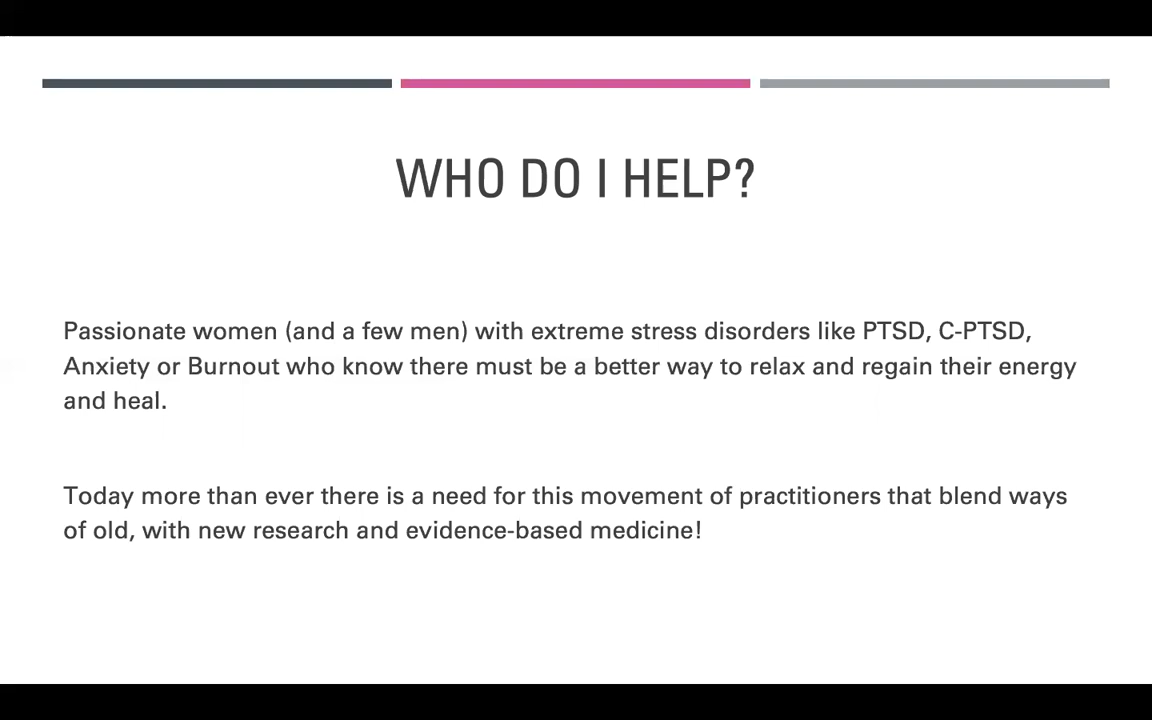 WHO DO I HELP?
Passionate women (and a few men) with extreme stress disorders like PTSD, C-PTSD,
Anxiety or Burnout who know there must be a better way to relax and regain their energy
and heal.
Today more than ever there is a need for this movement of practitioners that blend ways
of old, with new research and evidence-based medicine!